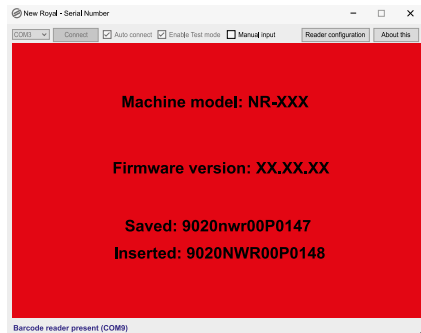 New Royal - Serial Number
COM3 Connect Auto connect Enable Test mode Manual input Reader configuration About this
Machine model: NR-XXX
Firmware version: XX.XX.XX
Saved: 9020nwr00P0147
Inserted: 9020NWR00P0148
Barcode reader present (COM9)